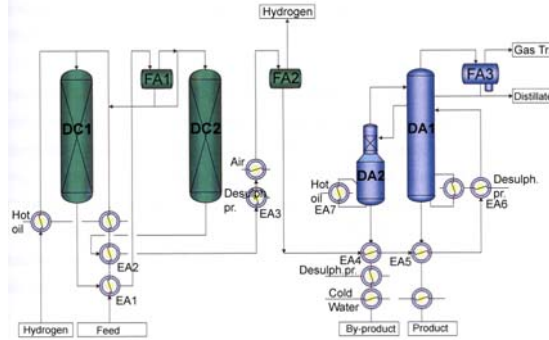 Hydrogen
Gas Tr
FA1
FA2
FA3
Distillate
DC1
DC2
DA1
DA2
Air
Desulph.
pr.
EA3
Hot
oil
Hot
oil
EA7
Desulph.
pr.
EA6
EA2
EA4
EA5
EA1
Desulph.pr.
Cold
Water
Hydrogen
Feed
By-product
Product